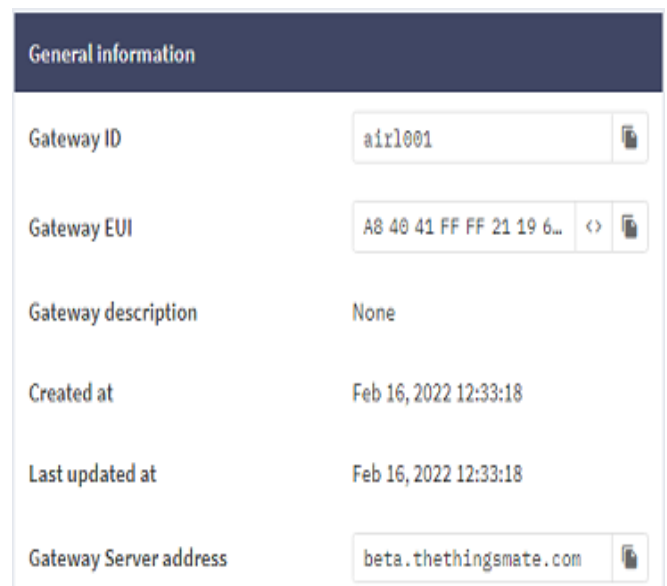 General information
Gateway ID airl001
Gateway EUI A8 40 41 FF FF 21 19 6… <>
Gateway description None
Created at Feb 16, 2022 12:33:18
Last updated at Feb 16, 2022 12:33:18
Gateway Server address beta.thethingsmate.com